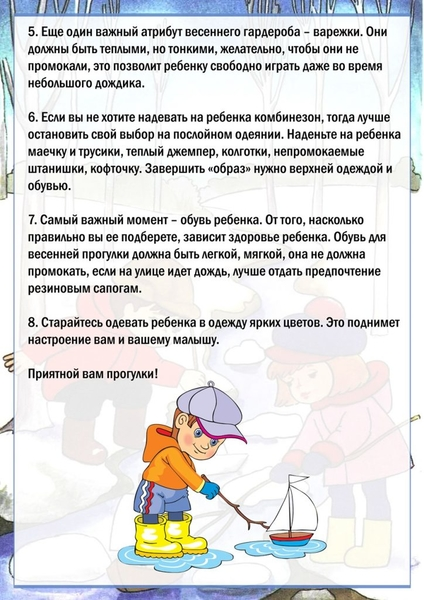 5. Еще один важный атрибут весеннего гардероба – варежки. Они
должны быть теплыми, но тонкими, желательно, чтобы они не
промокали, это позволит ребенку свободно играть даже во время
небольшого дождика.
6. Если вы не хотите надевать на ребенка комбинезон, тогда лучше
остановить свой выбор на послойном одеянии. Наденьте на ребенка
маечку и трусики, теплый джемпер, колготки, непромокаемые
штанишки, кофточку. Завершить «образ» нужно верхней одеждой и
обувью.
7. Самый важный момент – обувь ребенка. От того, насколько
правильно вы ее подберете, зависит здоровье ребенка. Обувь для
весенней прогулки должна быть легкой, мягкой, она не должна
промокать, если на улице идет дождь, лучше отдать предпочтение
резиновым сапогам.
8. Старайтесь одевать ребенка в одежду ярких цветов. Это поднимет
настроение вам и вашему малышу.
Приятной вам прогулки!